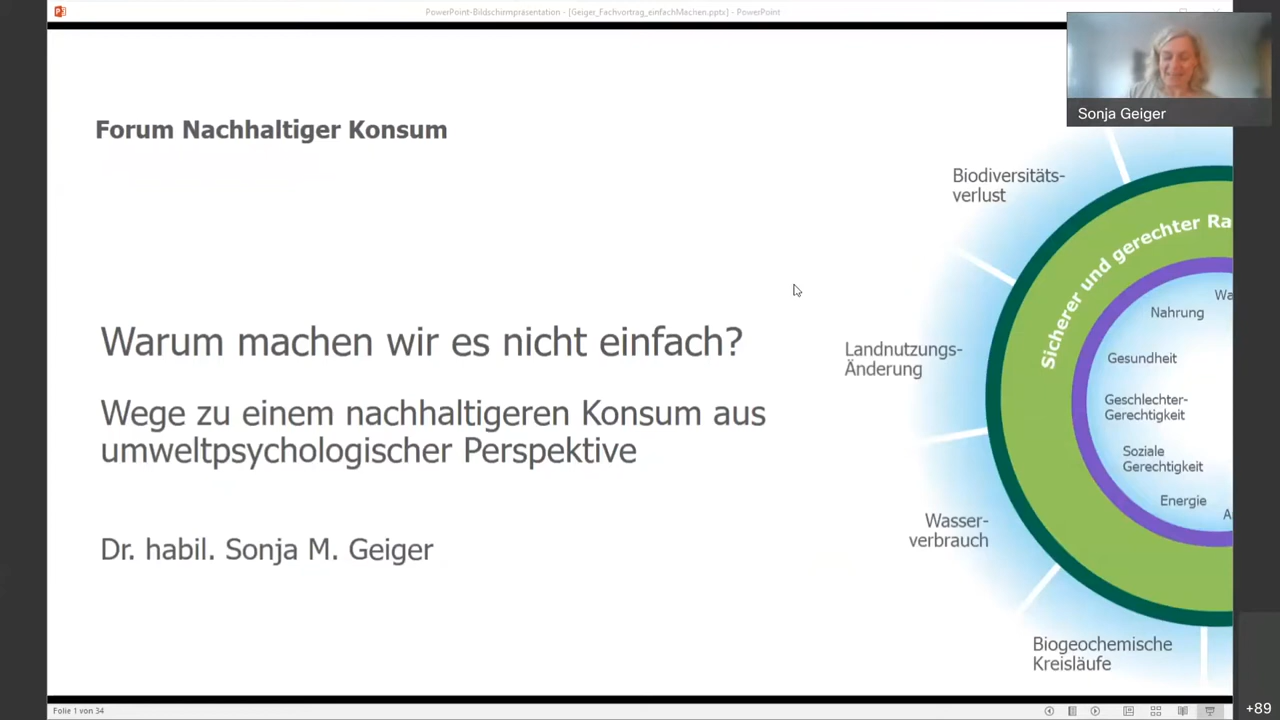 PowerPoint-Bildschirmpräsentation - [Geiger_Fachvortrag_einfachMachen.pptx] - PowerPoint
Sonja Geiger
Forum Nachhaltiger Konsum
Warum machen wir es nicht einfach?
Wege zu einem nachhaltigeren Konsum aus
umweltpsychologischer Perspektive
Dr. habil. Sonja M. Geiger
Biodiversitäts-
verlust
Landnutzungs-
Änderung
Wasser-
verbrauch
Biogeochemische
Kreisläufe
Sicherer und gerechter Ra
Wa
Nahrung
Gesundheit
Geschlechter-
Gerechtigkeit
Soziale
Gerechtigkeit
Energie
A
Folie 1 von 34
+89